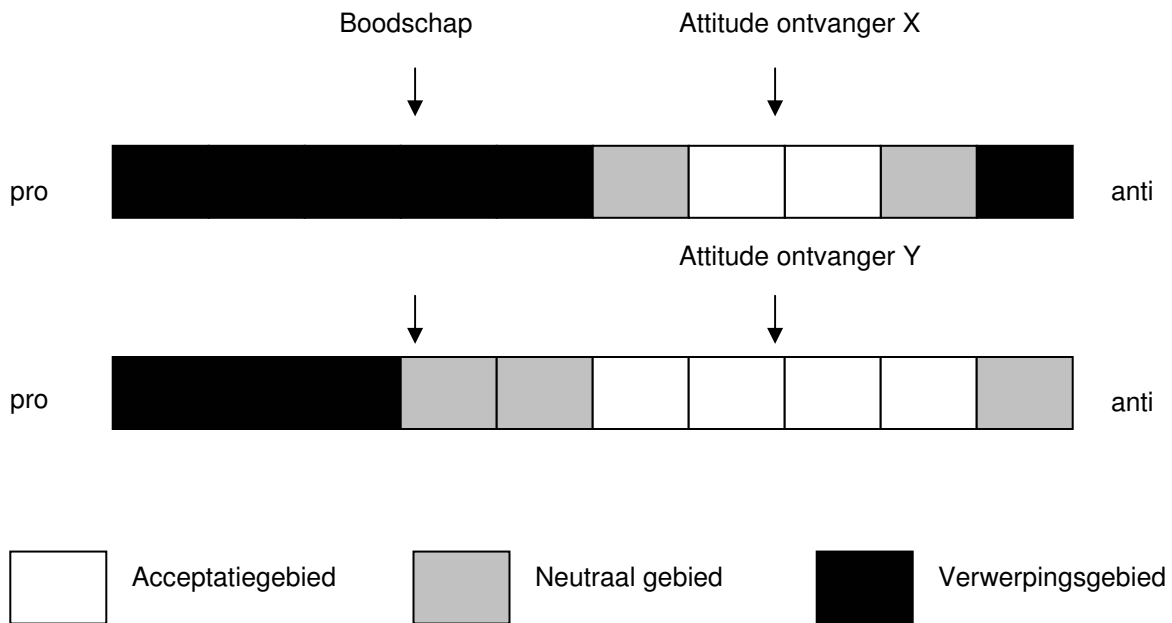 Boodschap Attitude ontvanger X
pro anti
Attitude ontvanger Y
pro anti
Acceptatiegebied Neutraal gebied Verwerpingsgebied